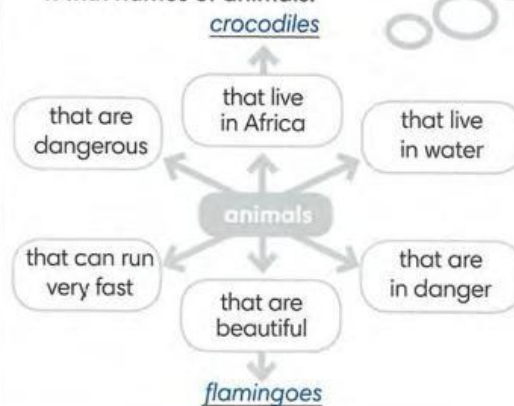 crocodiles
that live
in Africa
that are
dangerous
that live
in water
animals
that can run
very fast
that are
in danger
that are
beautiful
flamingoes